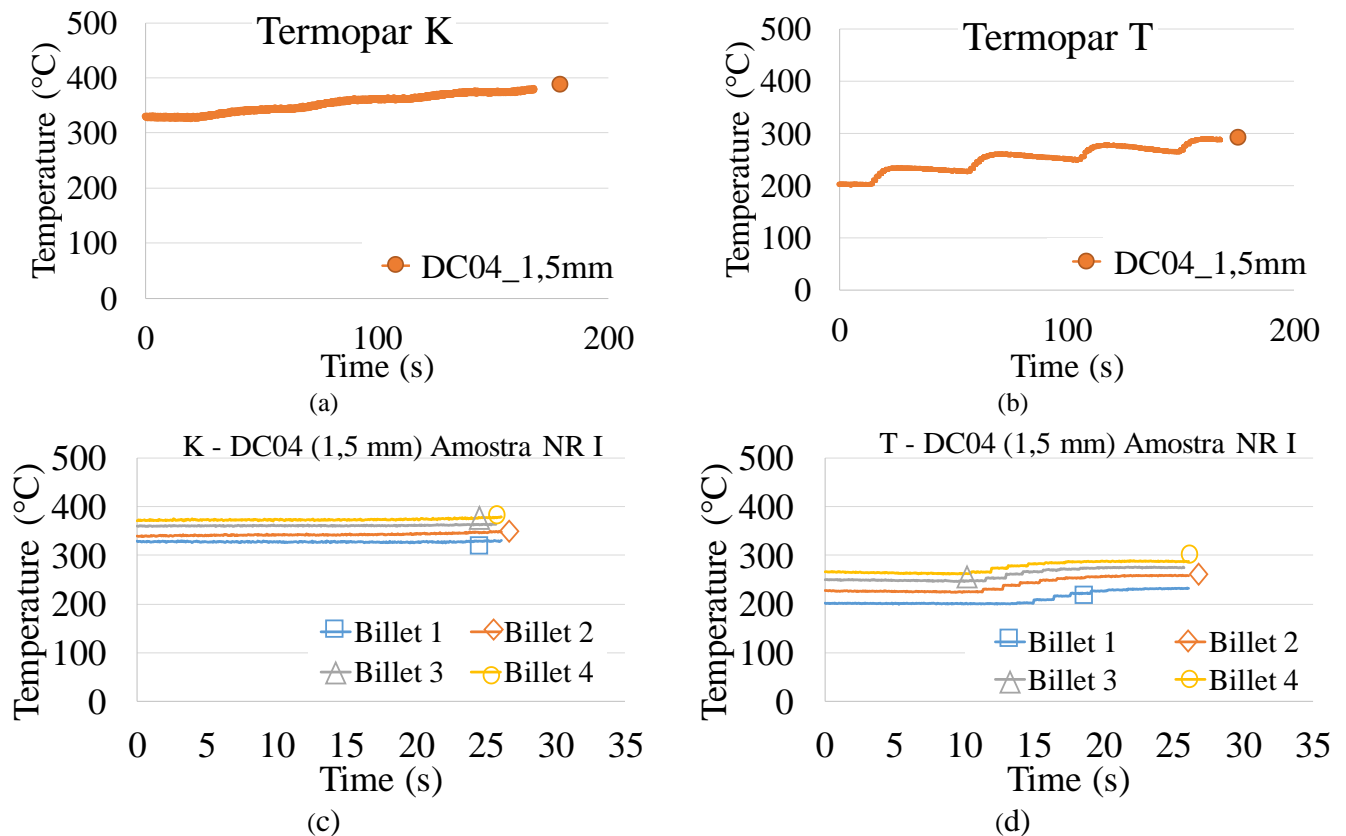 Termopar K
500
400
300
200
100
0
Temperature (°C)
DC04_1,5mm
0 100 200
Time (s)
(a)
Termopar T
500
400
300
200
100
0
Temperature (°C)
DC04_1,5mm
0 100 200
Time (s)
(b)
K - DC04 (1,5 mm) Amostra NR I
500
400
300
200
100
0
Temperature (°C)
Billet 1 Billet 2
Billet 3 Billet 4
0 5 10 15 20 25 30 35
Time (s)
(c)
T - DC04 (1,5 mm) Amostra NR I
500
400
300
200
100
0
Temperature (°C)
Billet 1 Billet 2
Billet 3 Billet 4
0 5 10 15 20 25 30 35
Time (s)
(d)